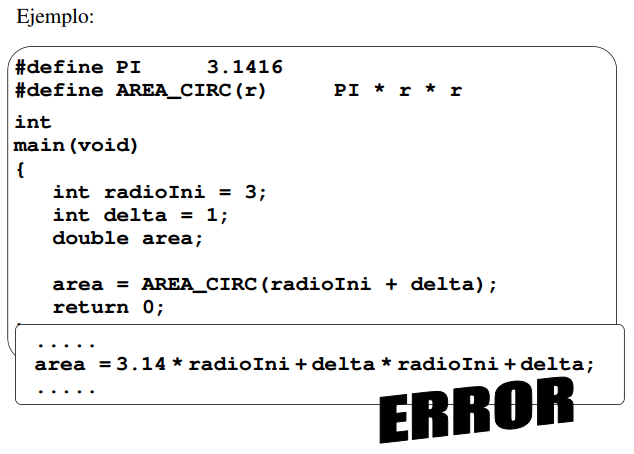 Ejemplo:
#define PI 3.1416
#define AREA_CIRC(r) PI * r * r
int
main(void)
{
int radioIni = 3;
int delta = 1;
double area;
area = AREA_CIRC(radioIni + delta);
return 0;
.....
area =3.14*radioIni+delta*radioIni+delta;
.....
ERROR